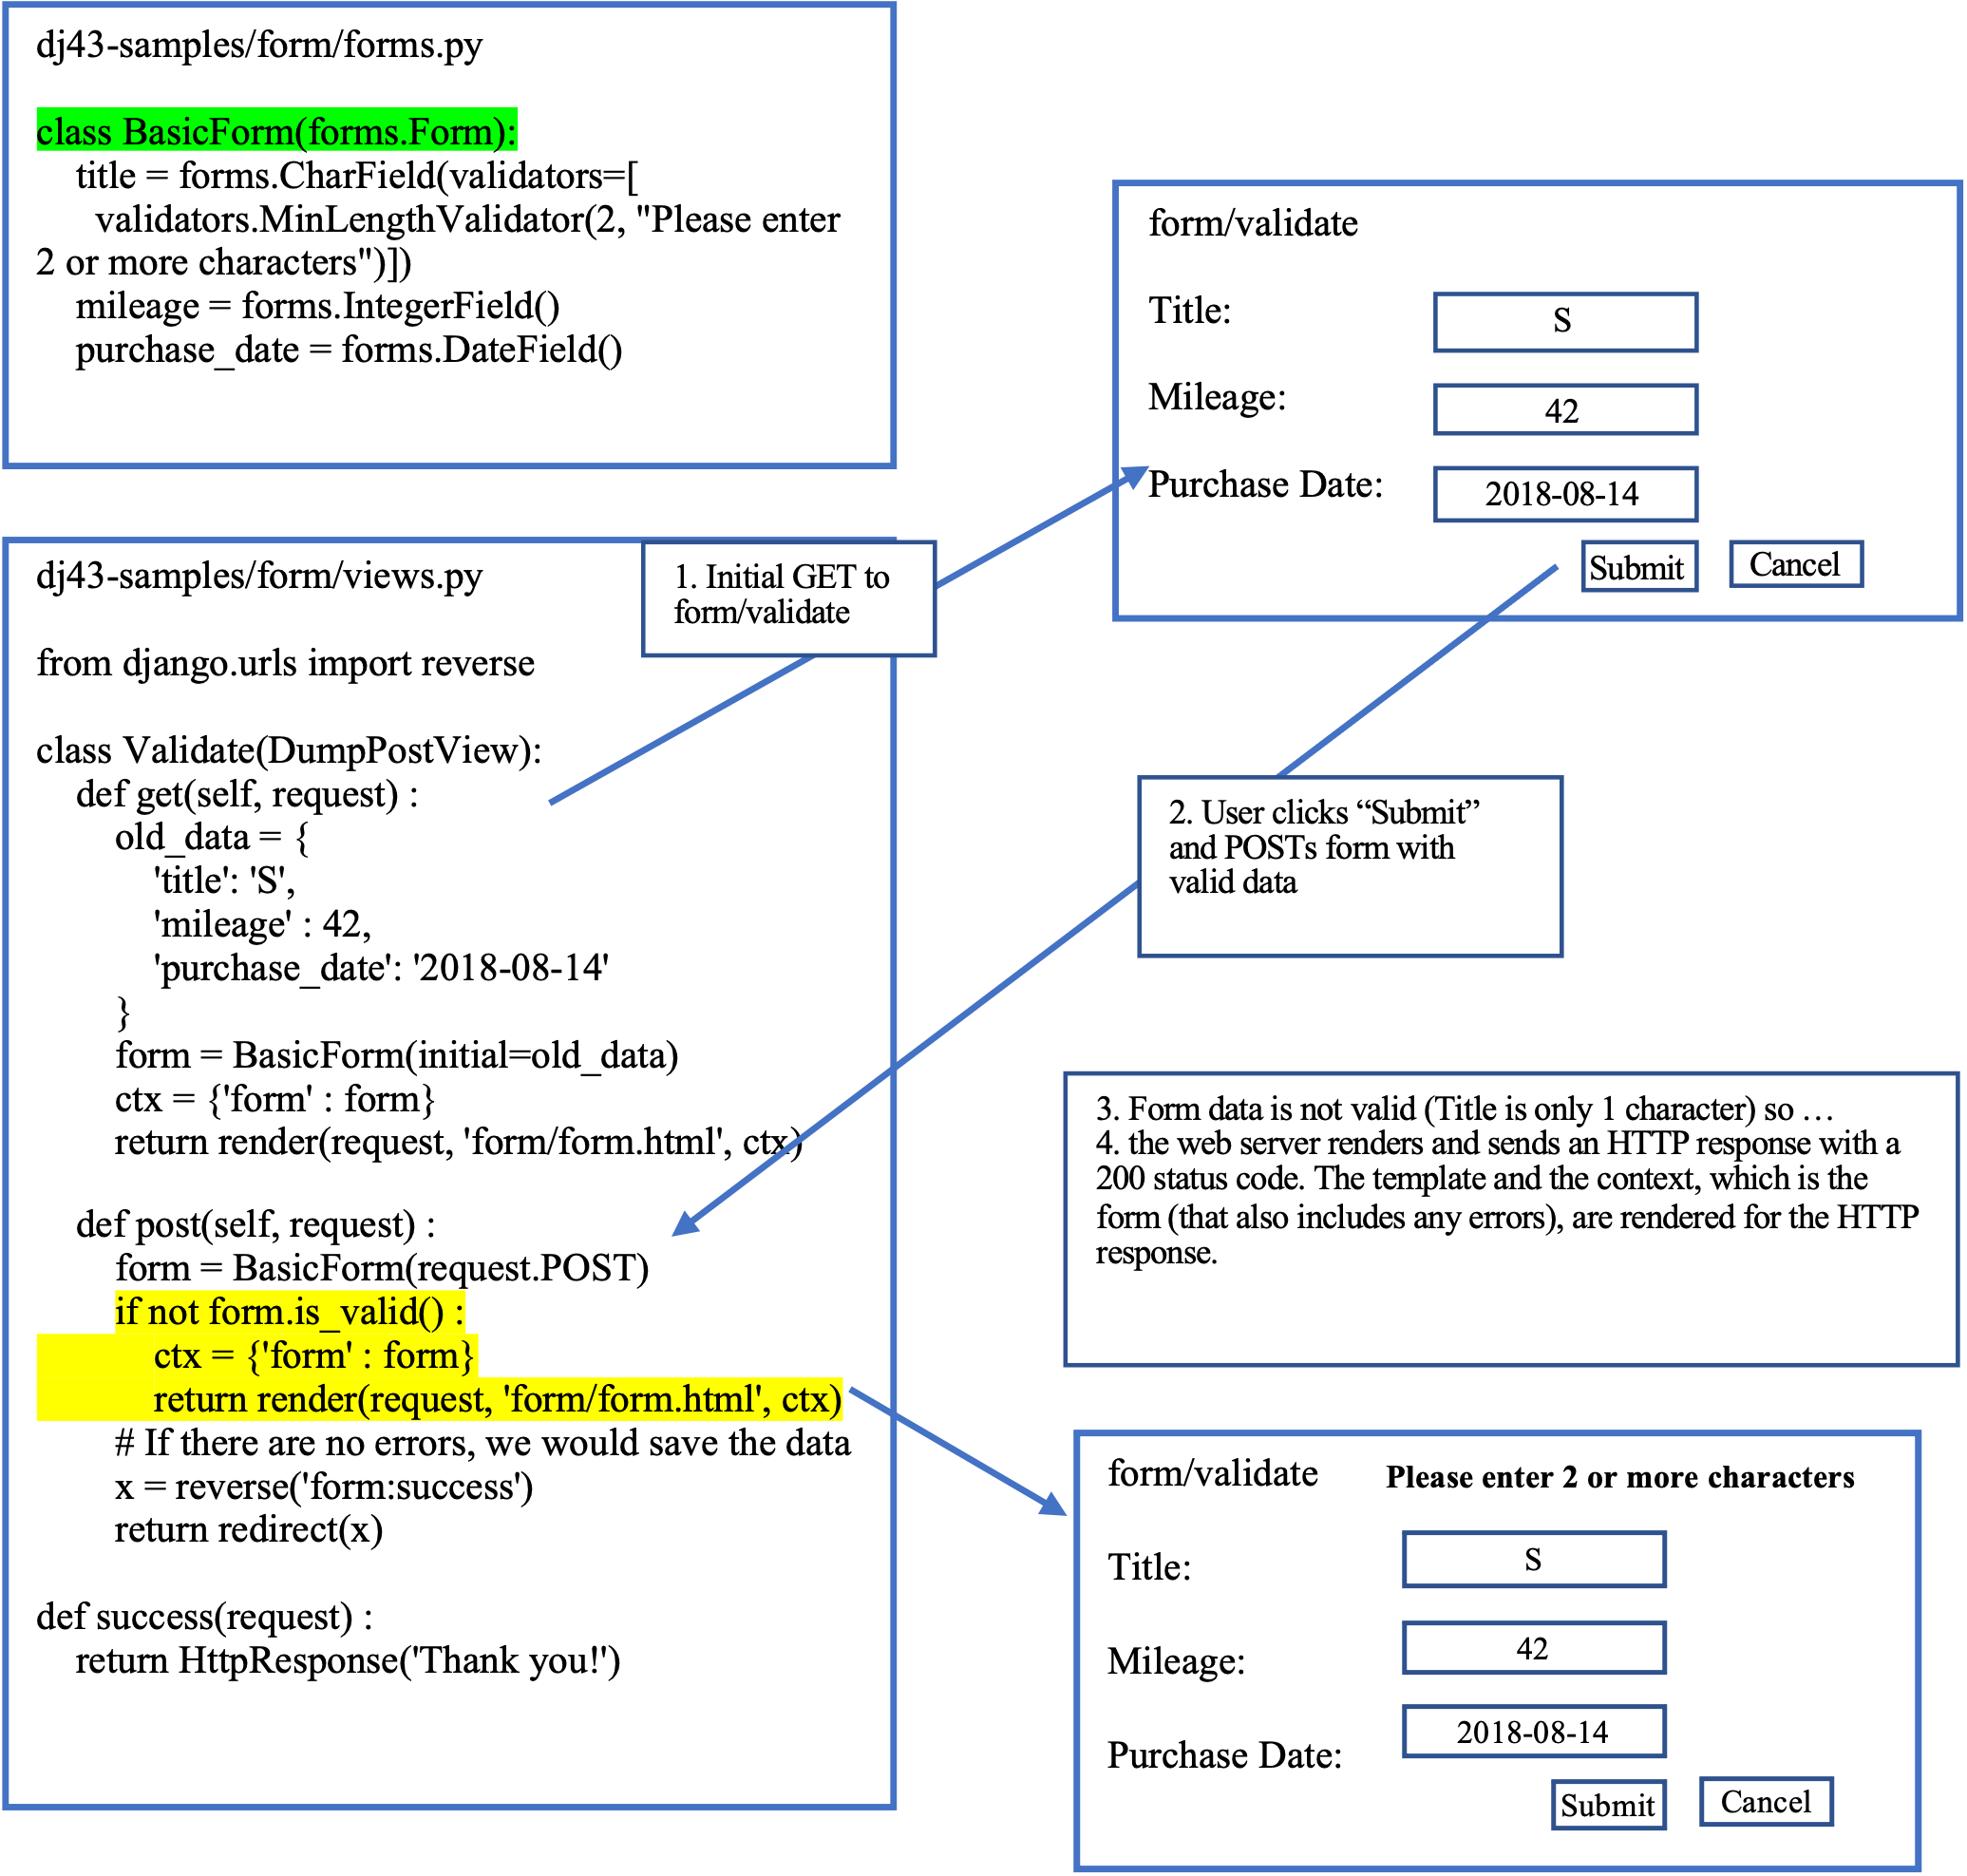 dj43-samples/form/forms.py
class BasicForm(forms.Form):
title = forms.CharField(validators=[
validators.MinLengthValidator(2, "Please enter
2 or more characters")])
mileage = forms.IntegerField()
purchase_date = forms.DateField()
form/validate
Title:
S
Mileage:
42
Purchase Date:
2018-08-14
Submit
Cancel
dj43-samples/form/views.py
from django.urls import reverse
class Validate(DumpPostView):
def get(self, request) :
old_data = {
'title': 'S',
'mileage' : 42,
'purchase_date': '2018-08-14'
}
form = BasicForm(initial=old_data)
ctx = {'form' : form}
return render(request, 'form/form.html', ctx)
def post(self, request) :
form = BasicForm(request.POST)
if not form.is_valid() :
ctx = {'form' : form}
return render(request, 'form/form.html', ctx)
# If there are no errors, we would save the data
x = reverse('form:success')
return redirect(x)
def success(request) :
return HttpResponse('Thank you!')
1. Initial GET to
form/validate
2. User clicks “Submit”
and POSTs form with
valid data
3. Form data is not valid (Title is only 1 character) so …
4. the web server renders and sends an HTTP response with a
200 status code. The template and the context, which is the
form (that also includes any errors), are rendered for the HTTP
response.
form/validate
Please enter 2 or more characters
Title:
S
Mileage:
42
Purchase Date:
2018-08-14
Submit
Cancel